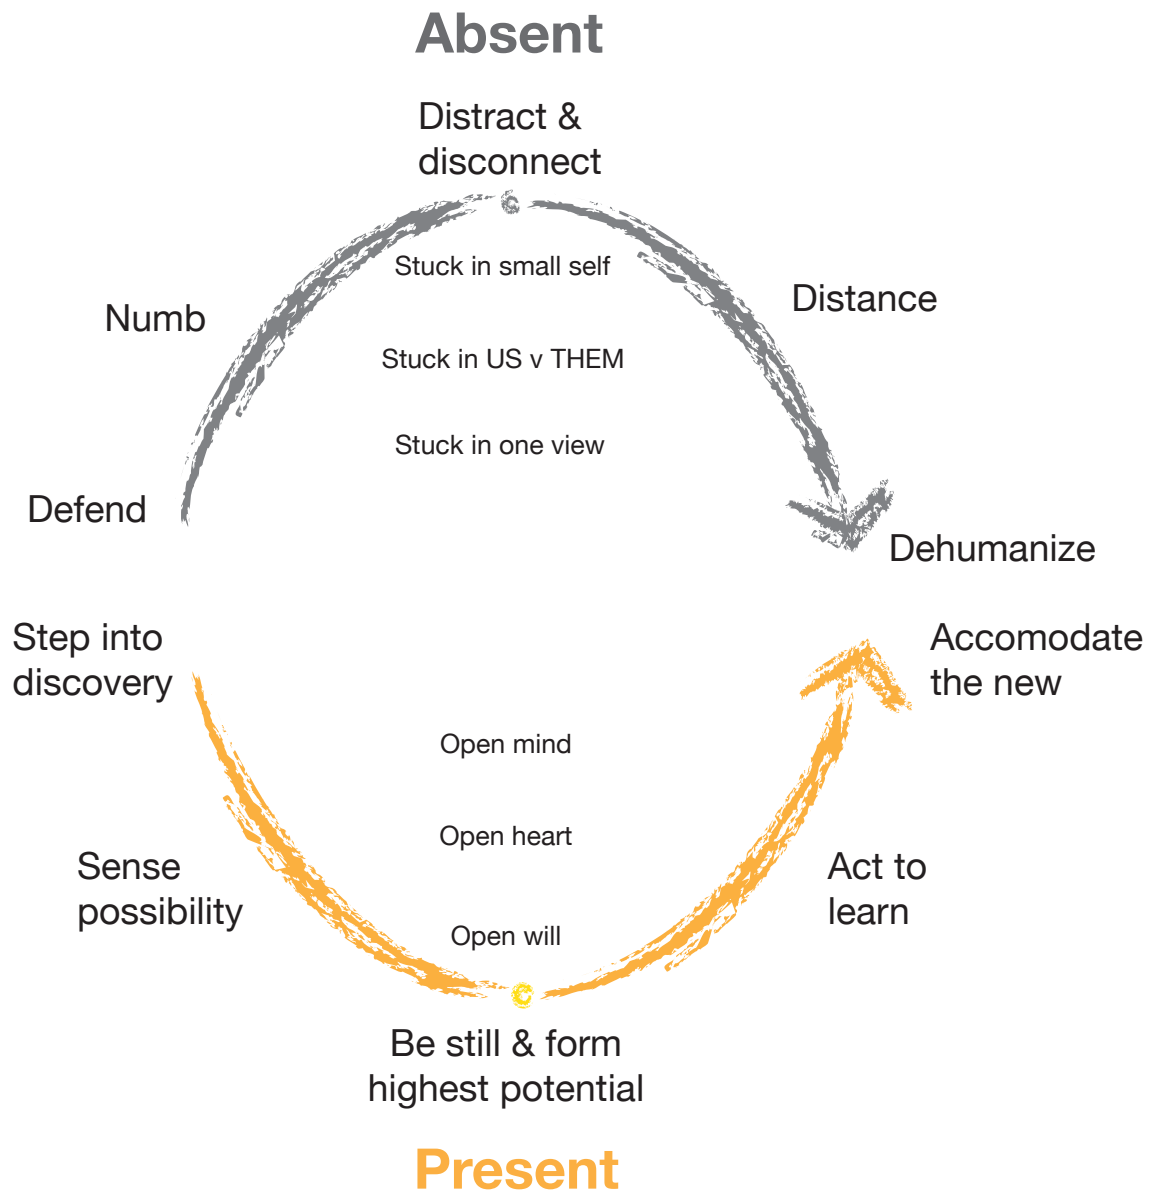 Absent
Distract &
disconnect
Stuck in small self
Numb
Distance
Stuck in US v THEM
Stuck in one view
Defend
Dehumanize
Step into
discovery
Accomodate
the new
Open mind
Open heart
Sense
possibility
Act to
learn
Open will
Be still & form
highest potential
Present